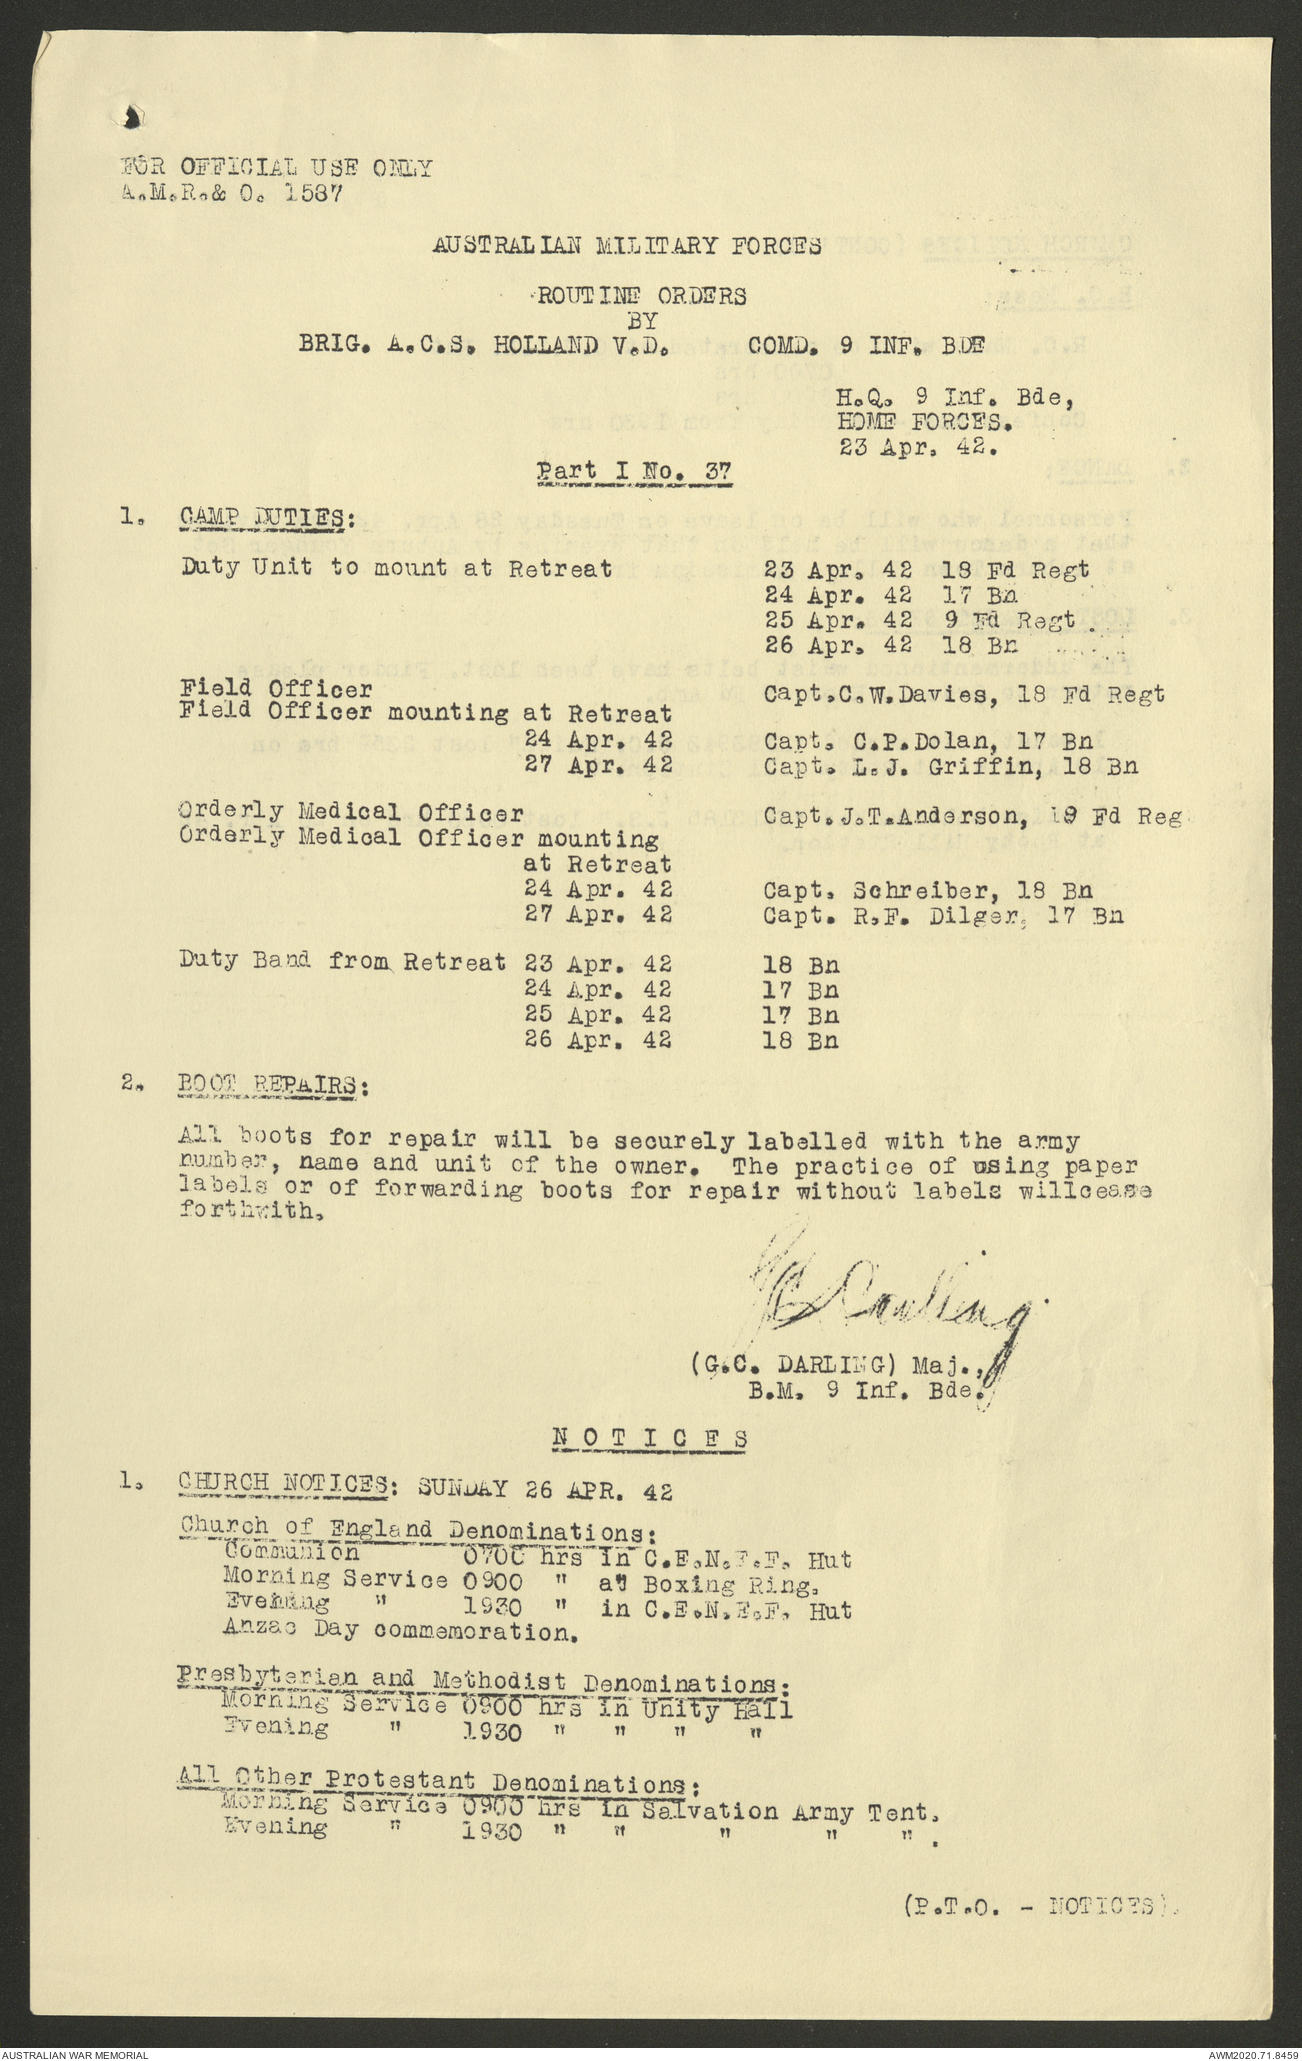 FOR OFFICIAL USE ONLY
A.M.R.& O. 1587
AUSTRALIAN MILITARY FORCES
ROUTINE ORDERS
BY
BRIG. A.C.S. HOLLAND V.D. COMD. 9 INF. BDE
H.Q. 9 Inf. Bde,
HOME FORCES.
23 Apr. 42.
Part I No. 37
1. CAMP DUTIES:
Duty Unit to mount at Retreat 23 Apr. 42 18 Fd Regt
24 Apr. 42 17 Bn
25 Apr. 42 9 Fd Regt
26 Apr. 42 18 Bn
Field Officer Capt.C.W.Davies, 18 Fd Regt
Field Officer mounting at Retreat
24 Apr. 42 Capt. C.P.Dolan, 17 Bn
27 Apr. 42 Capt. L.J. Griffin, 18 Bn
Orderly Medical Officer Capt.J.T.Anderson, 19 Fd Reg
Orderly Medical Officer mounting
at Retreat
24 Apr. 42 Capt. Schreiber, 18 Bn
27 Apr. 42 Capt. R.F. Dilger, 17 Bn
Duty Band from Retreat 23 Apr. 42 18 Bn
24 Apr. 42 17 Bn
25 Apr. 42 17 Bn
26 Apr. 42 18 Bn
2. BOOT REPAIRS:
All boots for repair will be securely labelled with the army
number, name and unit of the owner. The practice of using paper
labels or of forwarding boots for repair without labels willcease
forthwith.
GC Darling
(G.C. DARLING) Maj.,
B.M. 9 Inf. Bde.
N O T I C E S
1. CHURCH NOTICES: SUNDAY 26 APR. 42
Church of England Denominations:
Communion 0700 hrs in C.E.N.E.F. Hut
Morning Service 0900 " at Boxing Ring.
Evening " 1930 " in C.E.N.E.F. Hut
Anzac Day commemoration.
Presbyterian and Methodist Denominations:
Morning Service 0900 hrs in Unity Hall
Evening " 1930 " " " "
All Other Protestant Denominations:
Morning Service 0900 hrs in Salvation Army Tent.
Evening " 1930 " " " " " .
(P.T.O. - NOTICES).
AUSTRALIAN WAR MEMORIAL AWM2020.71.8459